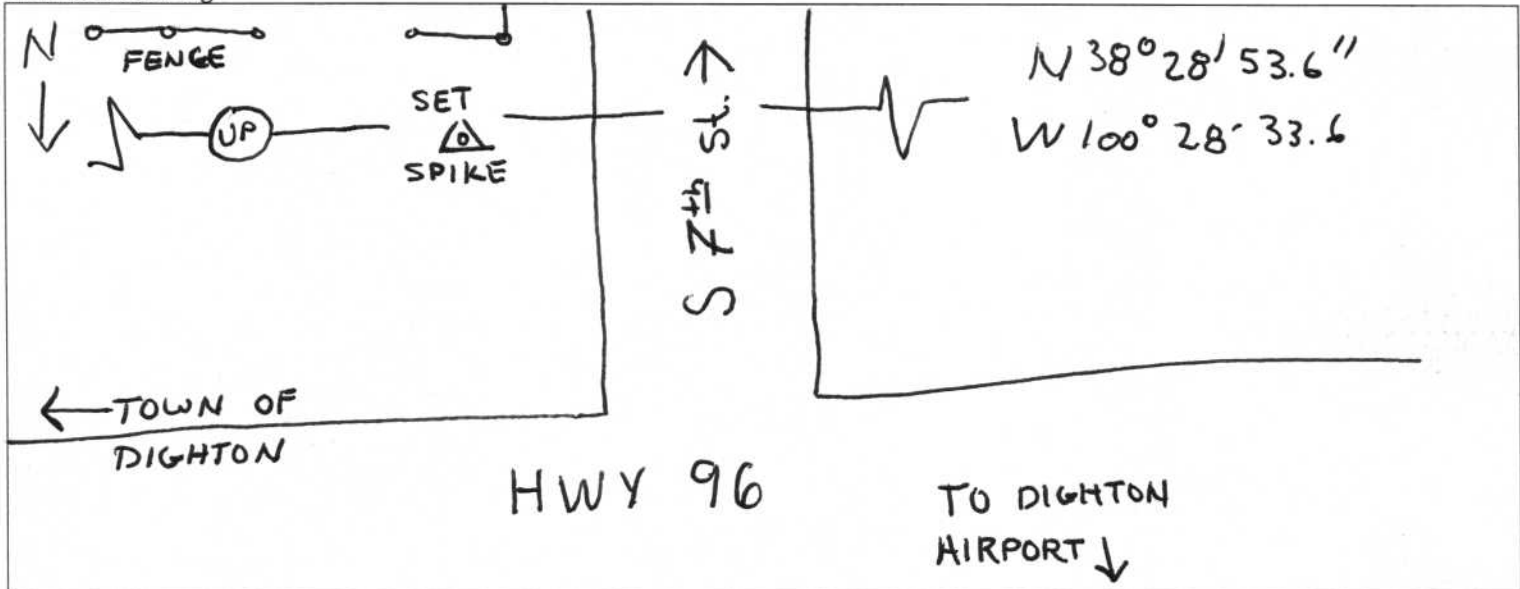 N
FENCE
UP
SET
SPIKE
S 7th St.
N 38° 28' 53.6"
W 100° 28' 33.6
TOWN OF
DIGHTON
HWY 96
TO DIGHTON
AIRPORT